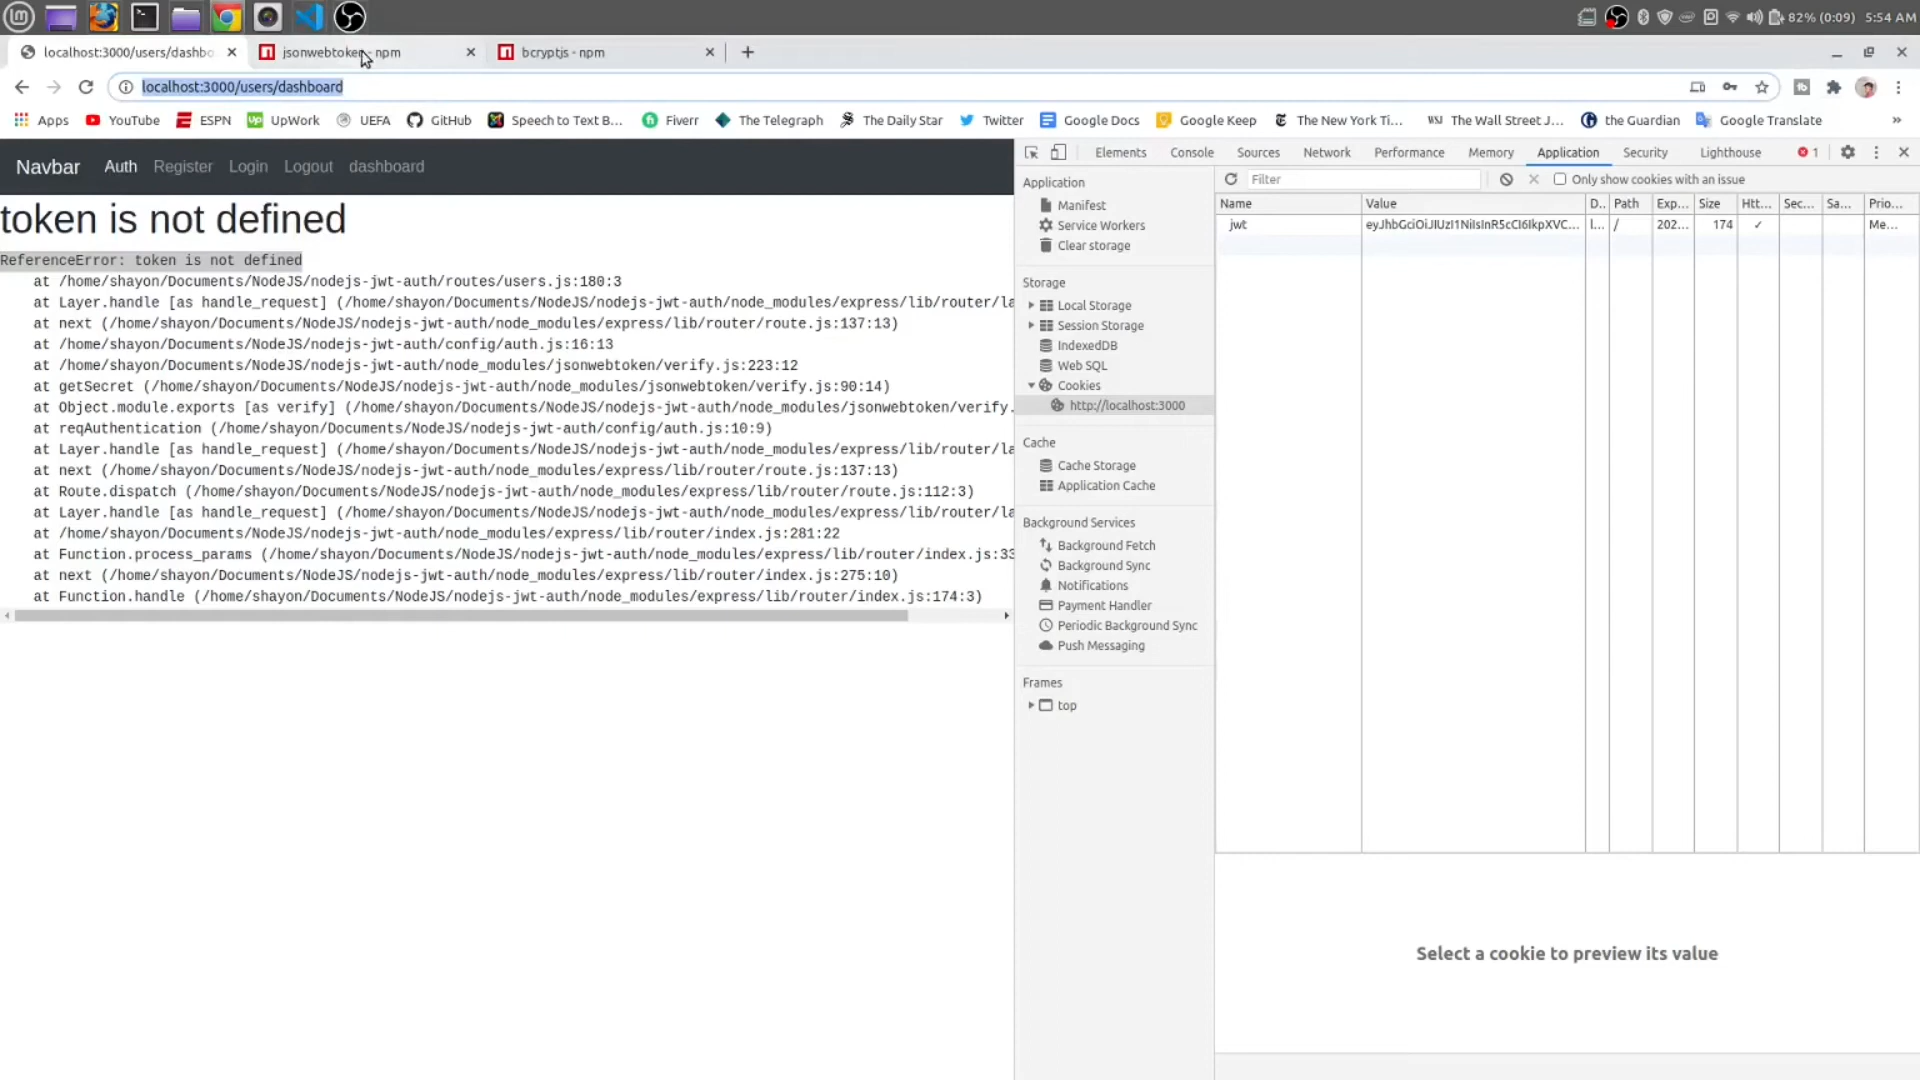 82% (0:09) 5:54 AM
localhost:3000/users/dashbo
jsonwebtoken - npm
bcryptjs - npm
localhost:3000/users/dashboard
Apps YouTube ESPN UpWork UEFA GitHub Speech to Text B... Fiverr The Telegraph The Daily Star Twitter Google Docs Google Keep The New York Ti... The Wall Street J... the Guardian Google Translate »
Navbar Auth Register Login Logout dashboard
token is not defined
ReferenceError: token is not defined
at /home/shayon/Documents/NodeJS/nodejs-jwt-auth/routes/users.js:180:3
at Layer.handle [as handle_request] (/home/shayon/Documents/NodeJS/nodejs-jwt-auth/node_modules/express/lib/router/la
at next (/home/shayon/Documents/NodeJS/nodejs-jwt-auth/node_modules/express/lib/router/route.js:137:13)
at /home/shayon/Documents/NodeJS/nodejs-jwt-auth/config/auth.js:16:13
at /home/shayon/Documents/NodeJS/nodejs-jwt-auth/node_modules/jsonwebtoken/verify.js:223:12
at getSecret (/home/shayon/Documents/NodeJS/nodejs-jwt-auth/node_modules/jsonwebtoken/verify.js:90:14)
at Object.module.exports [as verify] (/home/shayon/Documents/NodeJS/nodejs-jwt-auth/node_modules/jsonwebtoken/verify.
at reqAuthentication (/home/shayon/Documents/NodeJS/nodejs-jwt-auth/config/auth.js:10:9)
at Layer.handle [as handle_request] (/home/shayon/Documents/NodeJS/nodejs-jwt-auth/node_modules/express/lib/router/la
at next (/home/shayon/Documents/NodeJS/nodejs-jwt-auth/node_modules/express/lib/router/route.js:137:13)
at Route.dispatch (/home/shayon/Documents/NodeJS/nodejs-jwt-auth/node_modules/express/lib/router/route.js:112:3)
at Layer.handle [as handle_request] (/home/shayon/Documents/NodeJS/nodejs-jwt-auth/node_modules/express/lib/router/la
at /home/shayon/Documents/NodeJS/nodejs-jwt-auth/node_modules/express/lib/router/index.js:281:22
at Function.process_params (/home/shayon/Documents/NodeJS/nodejs-jwt-auth/node_modules/express/lib/router/index.js:33
at next (/home/shayon/Documents/NodeJS/nodejs-jwt-auth/node_modules/express/lib/router/index.js:275:10)
at Function.handle (/home/shayon/Documents/NodeJS/nodejs-jwt-auth/node_modules/express/lib/router/index.js:174:3)
Elements Console Sources Network Performance Memory Application Security Lighthouse 1
Application
Manifest
Service Workers
Clear storage
Storage
Local Storage
Session Storage
IndexedDB
Web SQL
Cookies
http://localhost:3000
Cache
Cache Storage
Application Cache
Background Services
Background Fetch
Background Sync
Notifications
Payment Handler
Periodic Background Sync
Push Messaging
Frames
top
Filter Only show cookies with an issue
Name Value D.. Path Exp... Size Htt... Sec... Sa... Prio...
jwt eyJhbGciOiJIUzI1NiIsInR5cCI6IkpXVC... l... / 202... 174 ✓ Me...
Select a cookie to preview its value